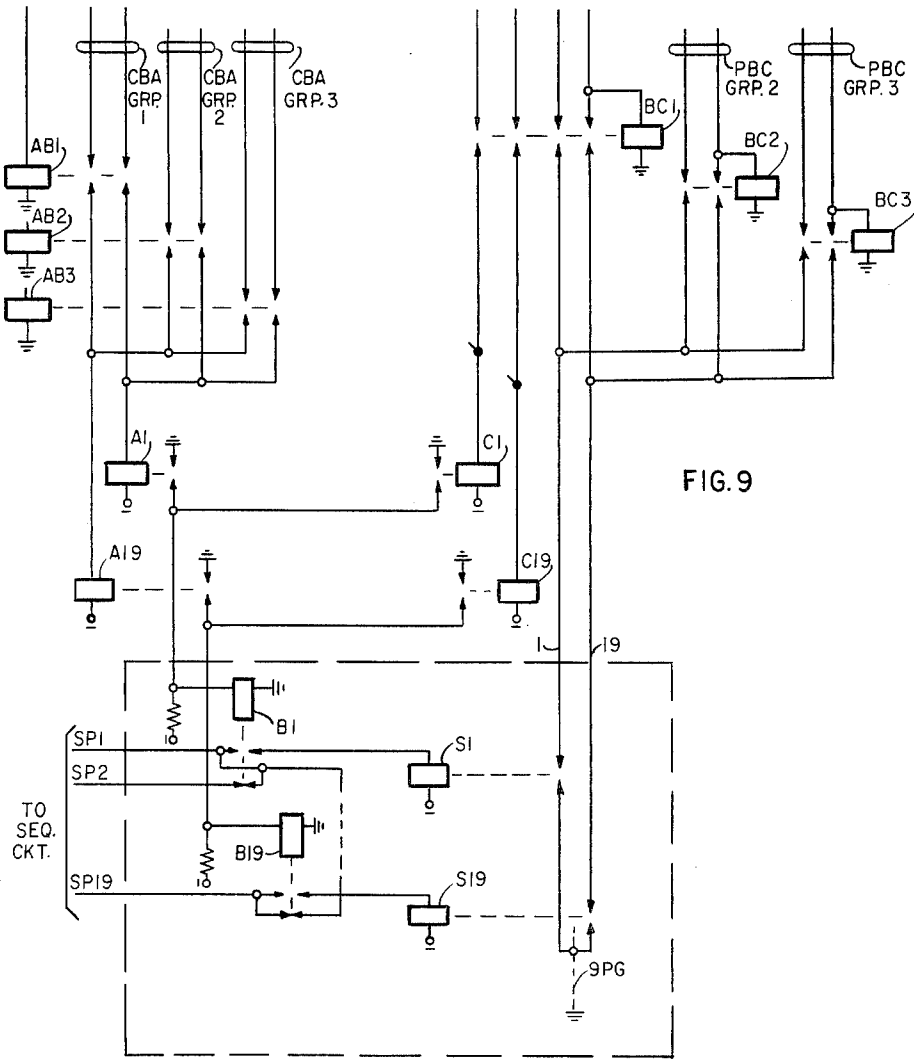 CBA
GRP.
1
CBA
GRP.
2
CBA
GRP. 3
PBC
GRP. 2
PBC
GRP. 3
AB1
AB2
AB3
BC1
BC2
BC3
A1
C1
FIG. 9
A19
C19
1
19
B1
SP1
SP2
S1
TO
SEQ.
CKT.
B19
SP19
S19
9PG